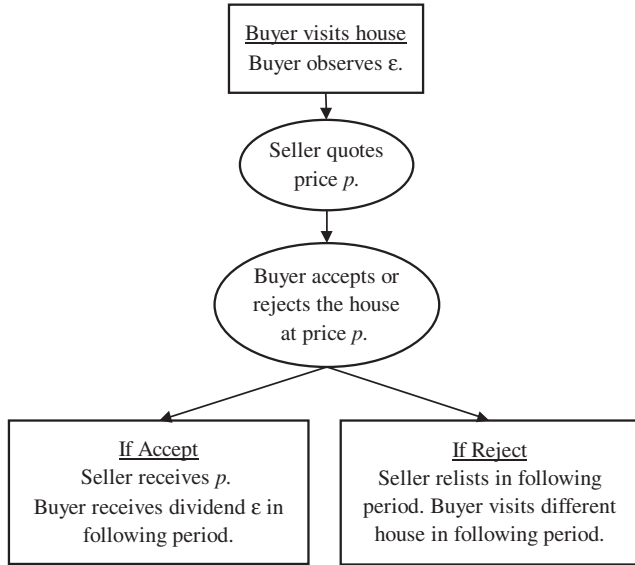 Buyer visits house
Buyer observes ε.
Seller quotes
price p.
Buyer accepts or
rejects the house
at price p.
If Accept
Seller receives p.
Buyer receives dividend ε in
following period.
If Reject
Seller relists in following
period. Buyer visits different
house in following period.